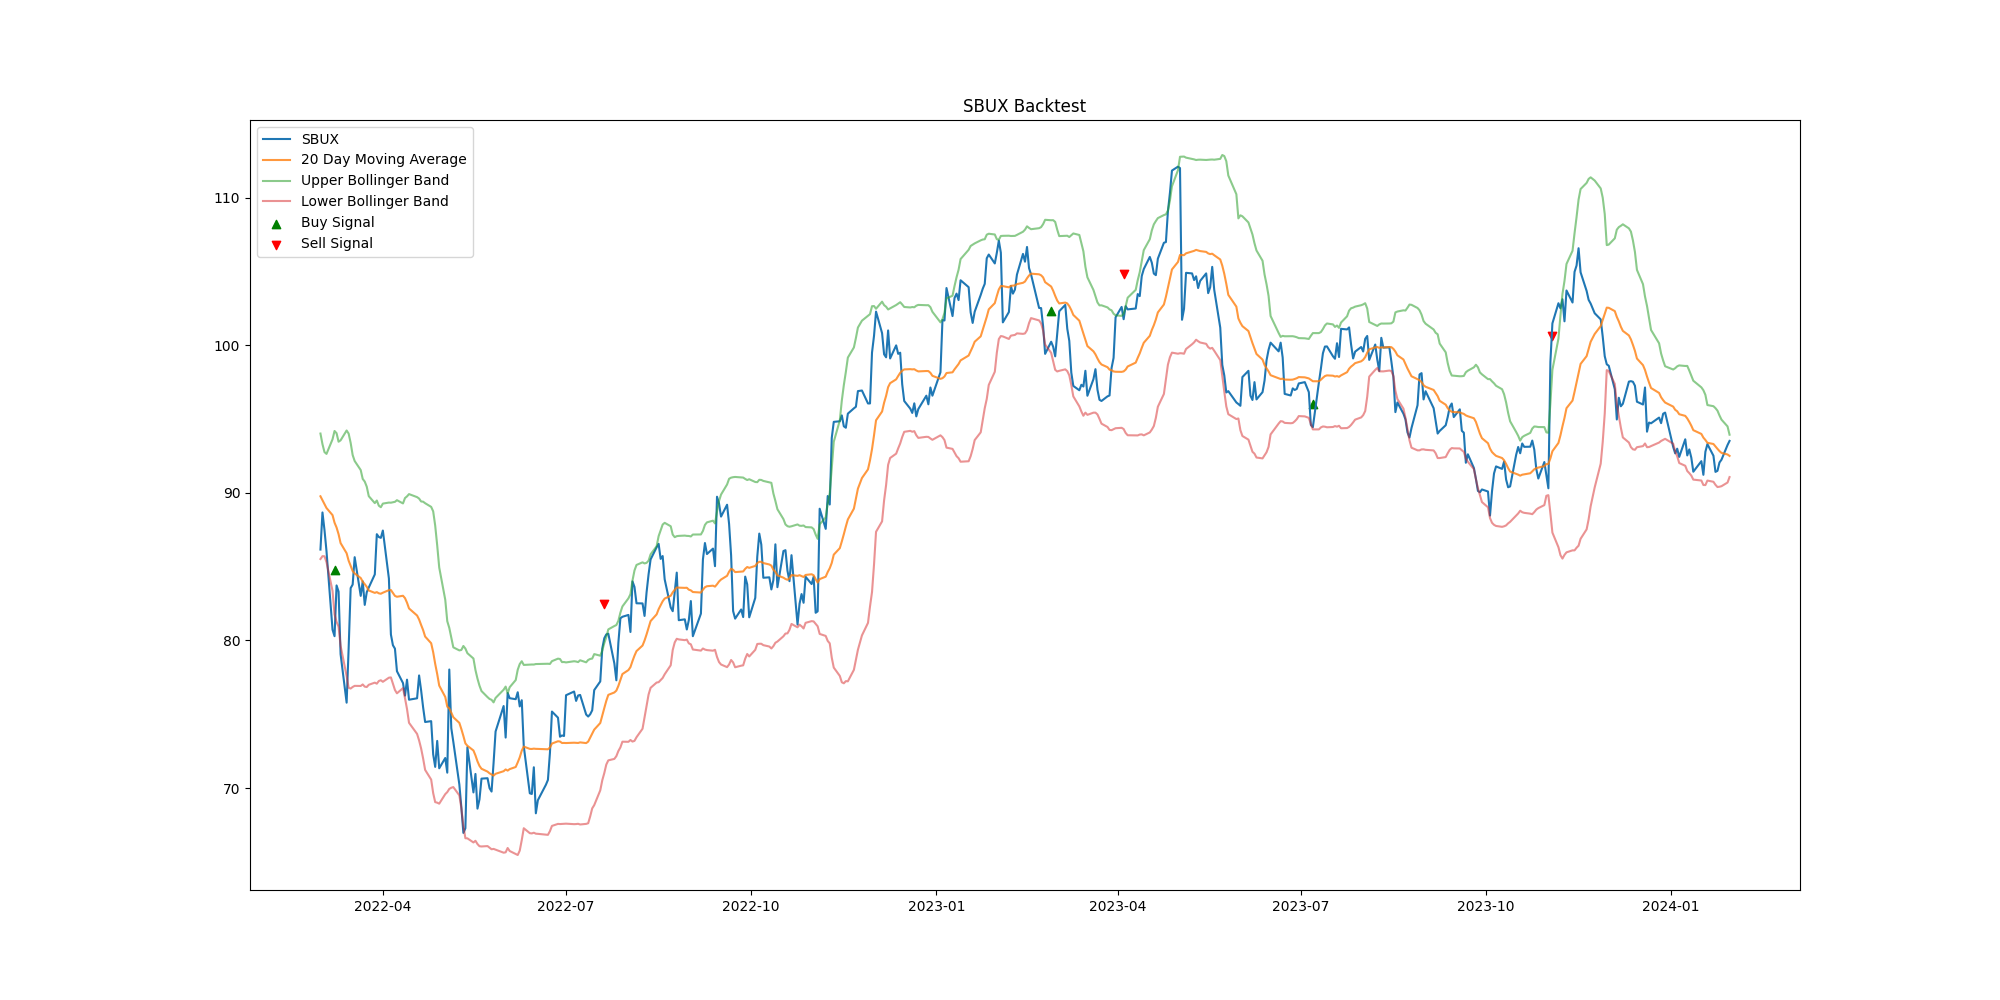 SBUX Backtest
SBUX
20 Day Moving Average
Upper Bollinger Band
Lower Bollinger Band
Buy Signal
Sell Signal
110
100
90
80
70
2022-04 2022-07 2022-10 2023-01 2023-04 2023-07 2023-10 2024-01